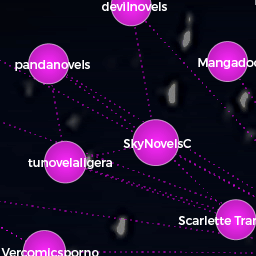 devilnovels
pandanovels
Mangadoo
SkyNovelsC
tunovelaligera
Scarlette Tran
Vercomicsporno